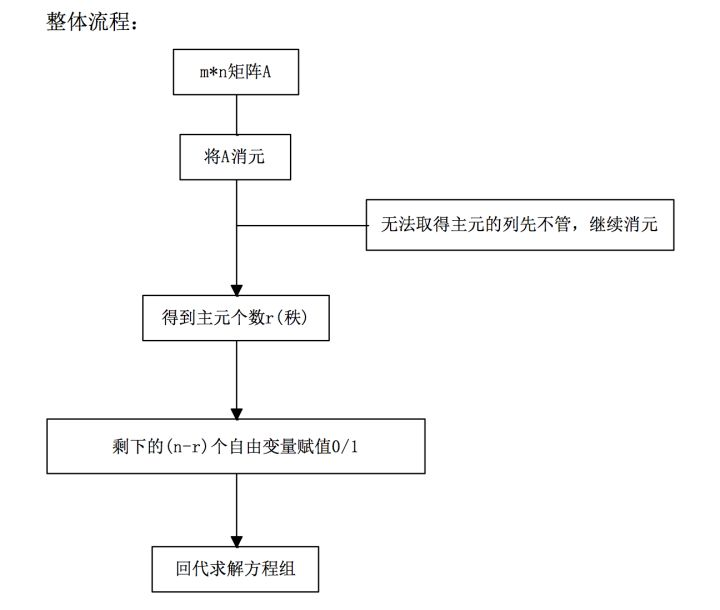 整体流程：
m*n矩阵A
将A消元
无法取得主元的列先不管，继续消元
得到主元个数r(秩)
剩下的(n-r)个自由变量赋值0/1
回代求解方程组